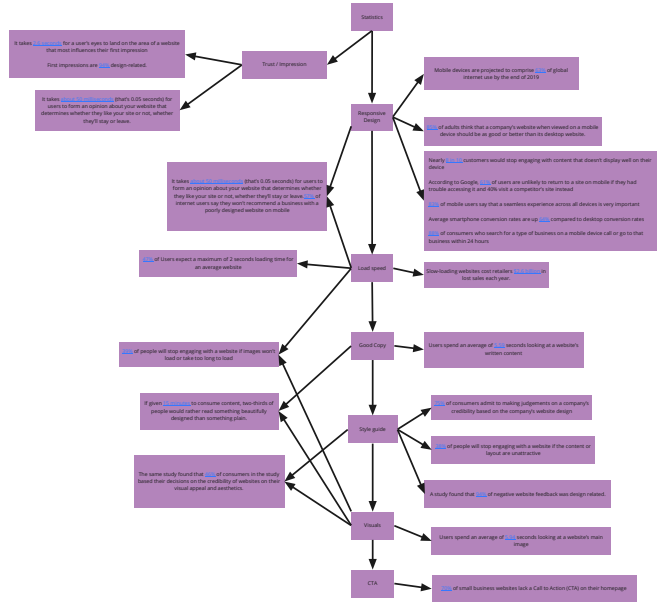 Statistics
It takes 2.6 seconds for a user's eyes to land on the area of a website
that most influences their first impression
First impressions are 94% design-related.
Trust / Impression
It takes about 50 milliseconds (that's 0.05 seconds) for
users to form an opinion about your website that
determines whether they like your site or not, whether
they'll stay or leave.
Responsive
Design
Mobile devices are projected to comprise of global
internet use by the end of 2019
of adults think that a company's website when viewed on a mobile
device should be as good or better than its desktop website.
Nearly customers would stop engaging with content that doesn't display well on their
device
According to Google, of users are unlikely to return to a site on mobile if they had
trouble accessing it and 40% visit a competitor's site instead
of mobile users say that a seamless experience across all devices is very important
Average smartphone conversion rates are up compared to desktop conversion rates
of consumers who search for a type of business on a mobile device call or go to that
business within 24 hours
It takes about 50 milliseconds (that's 0.05 seconds) for users to
form an opinion about your website that determines whether
they like your site or not, whether they'll stay or leave of
internet users say they won't recommend a business with a
poorly designed website on mobile
of Users expect a maximum of 2 seconds loading time for
an average website
Load speed
Slow-loading websites cost retailers in
lost sales each year.
of people will stop engaging with a website if images won't
load or take too long to load
Good Copy
Users spend an average of seconds looking at a website's
written content
If given 15 minutes to consume content, two-thirds of
people would rather read something beautifully
designed than something plain.
Style guide
of consumers admit to making judgements on a company's
credibility based on the company's website design
of people will stop engaging with a website if the content or
layout are unattractive
A study found that of negative website feedback was design related.
The same study found that of consumers in the study
based their decisions on the credibility of websites on their
visual appeal and aesthetics.
Visuals
Users spend an average of seconds looking at a website's main
image
CTA
of small business websites lack a Call to Action (CTA) on their homepage